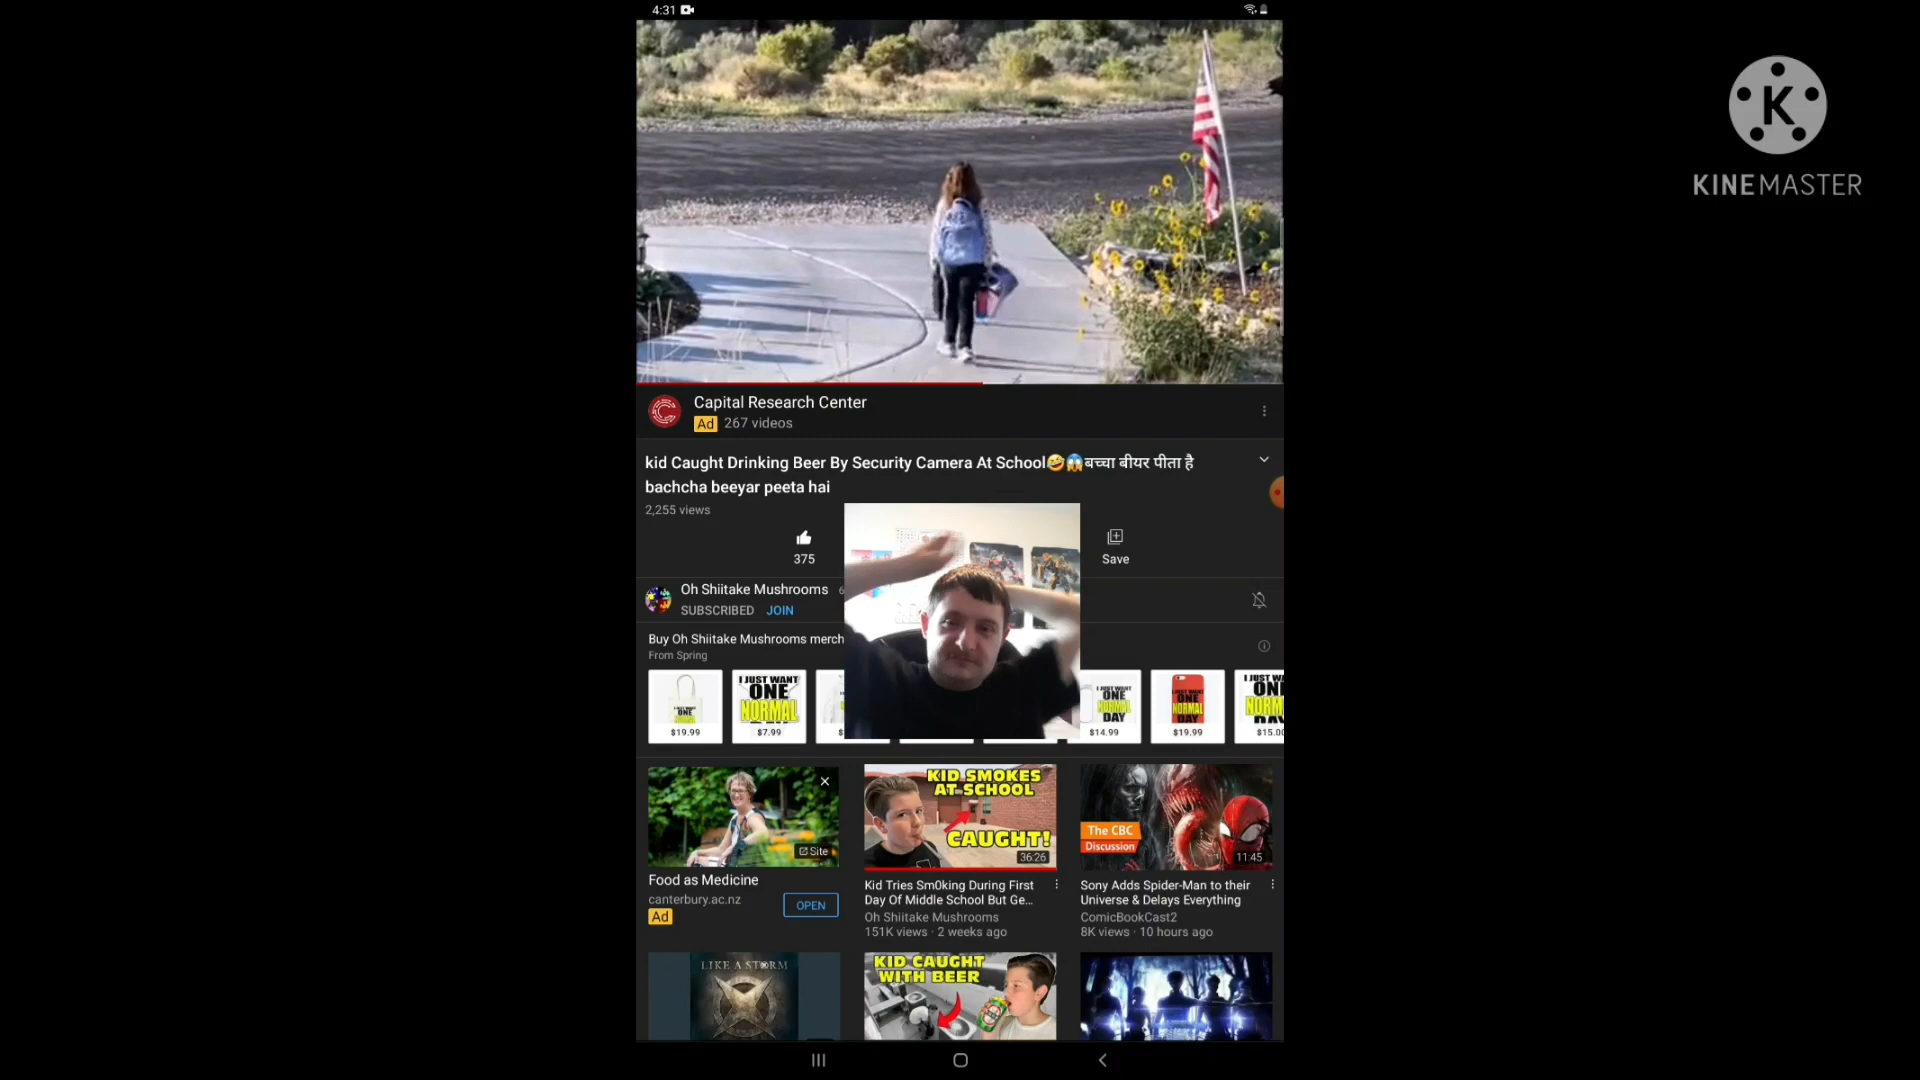 4:31
K
KINEMASTER
Capital Research Center
Ad 267 videos
kid Caught Drinking Beer By Security Camera At School🤣😱बच्चा बीयर पीता है
bachcha beeyar peeta hai
2,255 views
375
Save
Oh Shiitake Mushrooms 6
SUBSCRIBED JOIN
Buy Oh Shiitake Mushrooms merch
From Spring
I JUST WANT
ONE
NORMAL
DAY
$19.99
$7.99
$14.99
$19.99
$15.00
Site
Food as Medicine
canterbury.ac.nz
Ad
OPEN
KID SMOKES
AT SCHOOL
CAUGHT!
36:26
Kid Tries Sm0king During First
Day Of Middle School But Ge...
Oh Shiitake Mushrooms
151K views · 2 weeks ago
The CBC
Discussion
11:45
Sony Adds Spider-Man to their
Universe & Delays Everything
ComicBookCast2
8K views · 10 hours ago
LIKE A STORM
KID CAUGHT
WITH BEER